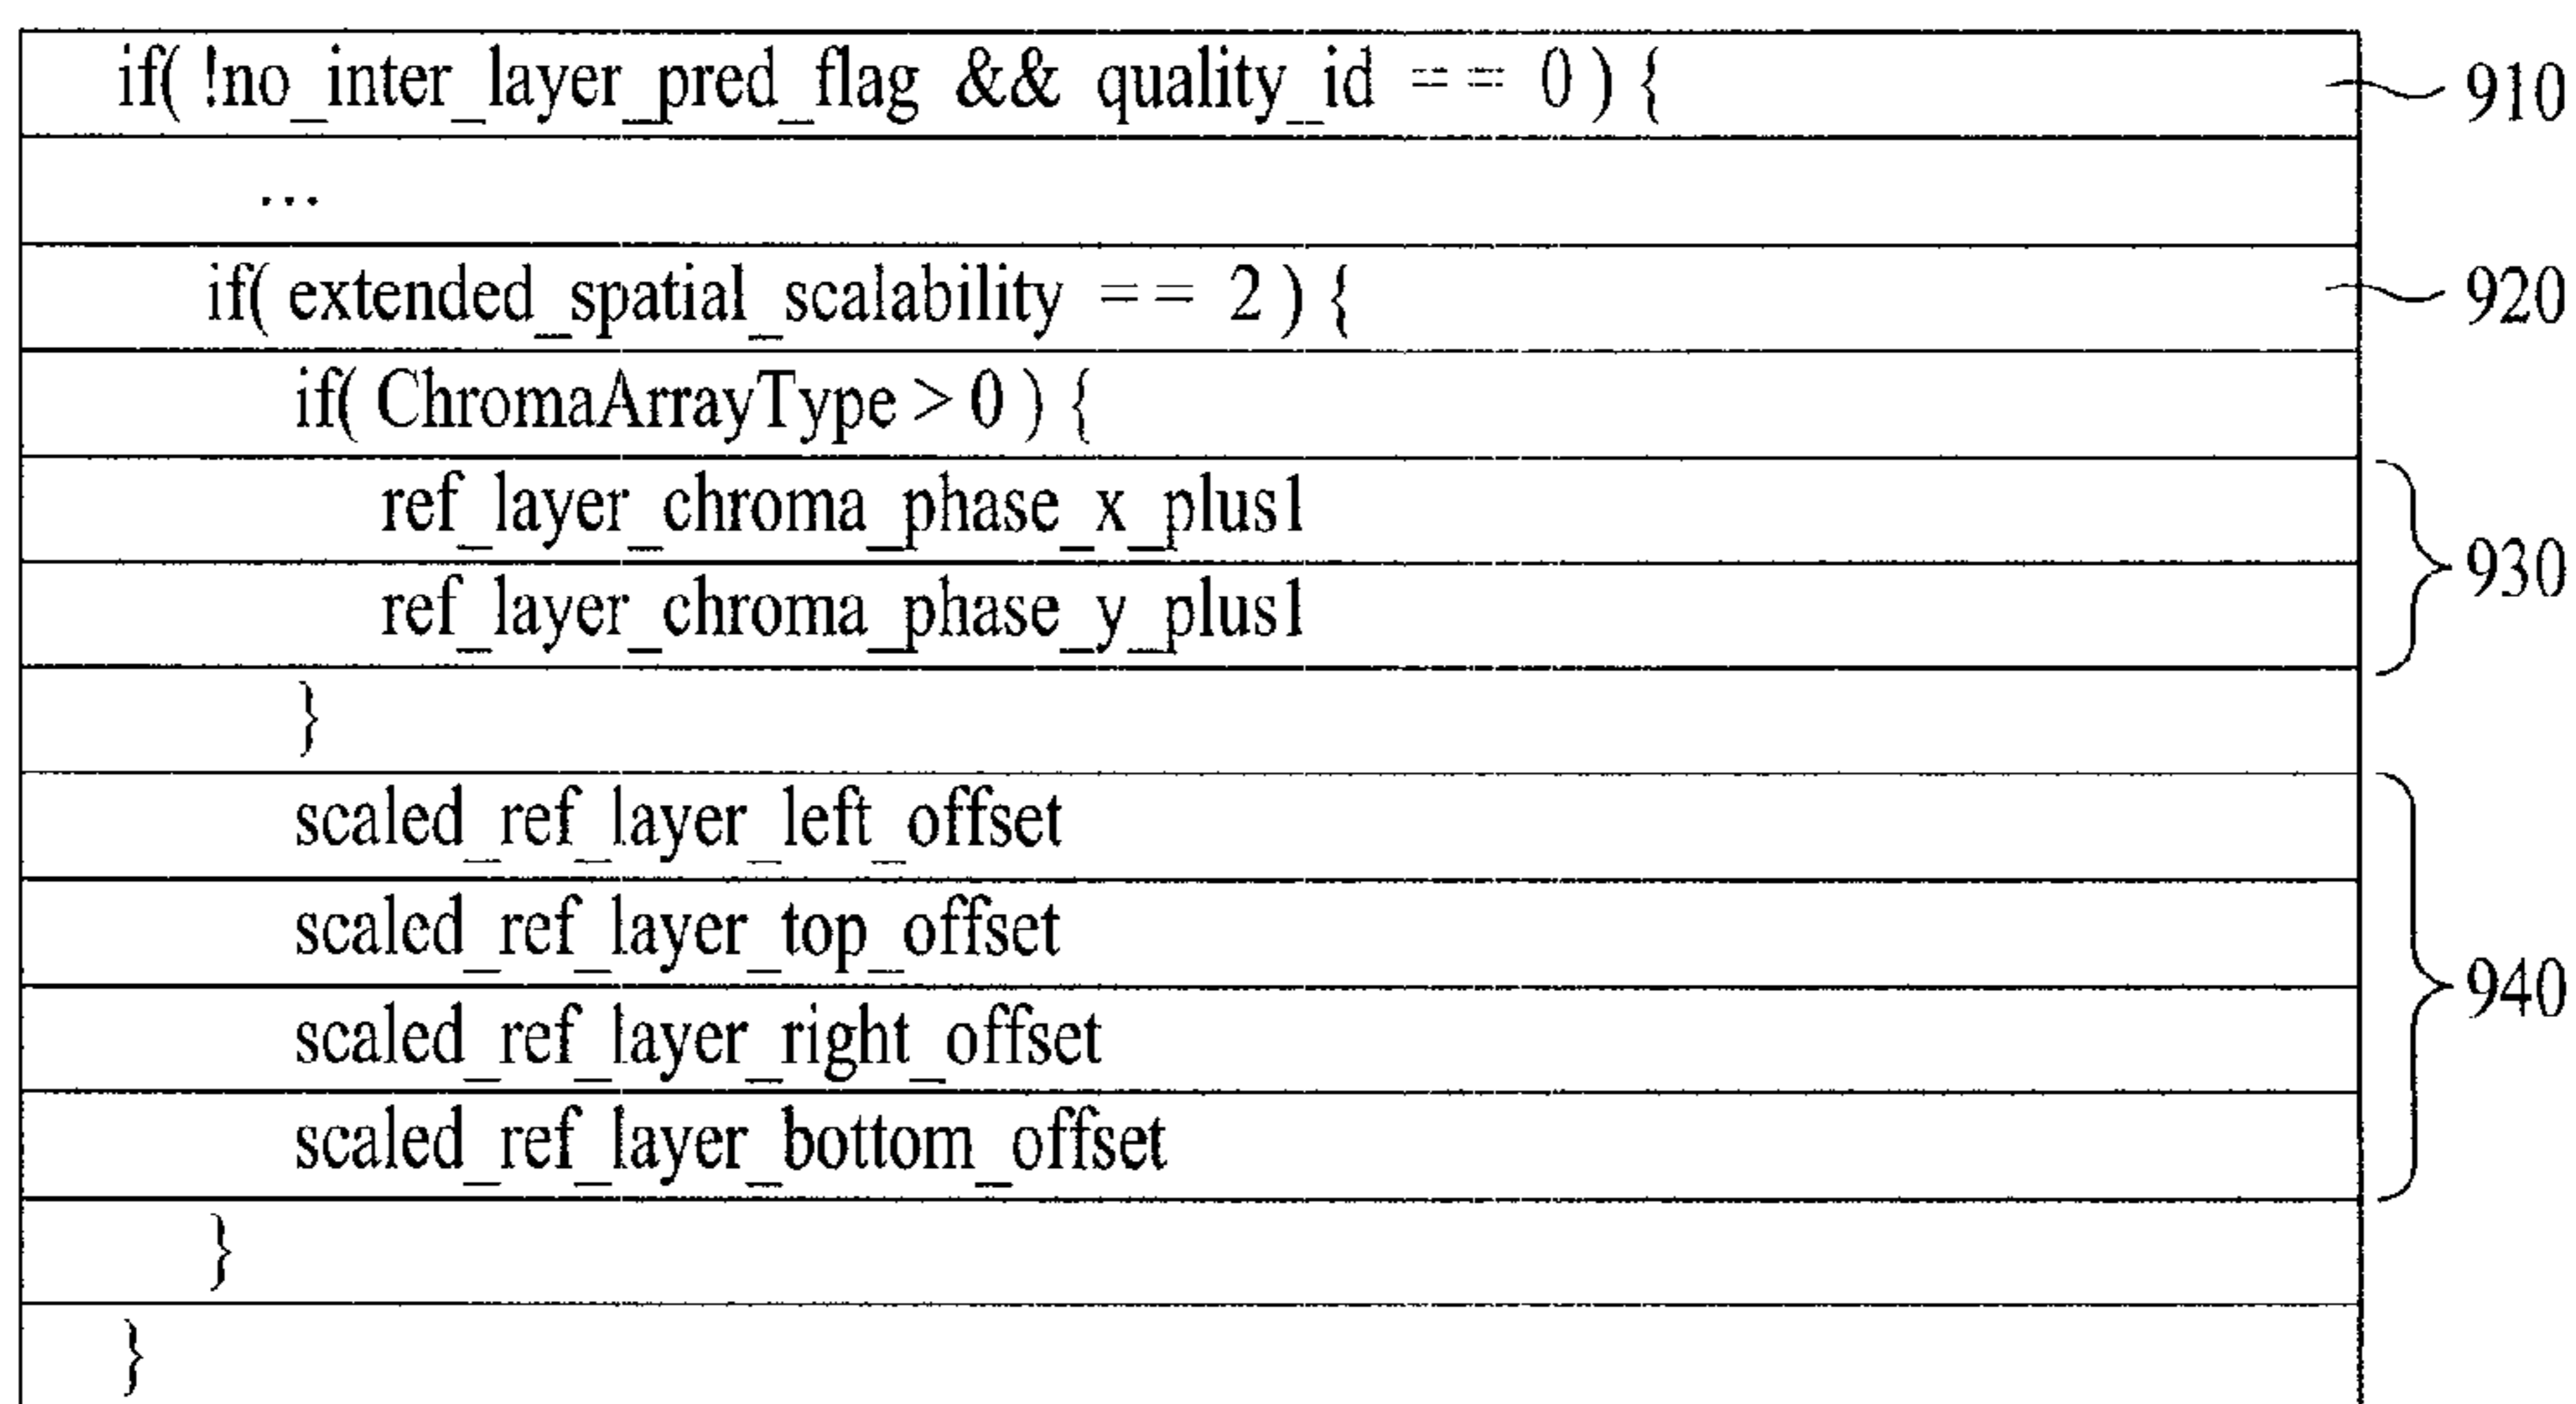 if( !no_inter_layer_pred_flag && quality_id = = 0 ) { 910
...
if( extended_spatial_scalability = = 2 ) { 920
if( ChromaArrayType > 0 ) {
ref_layer_chroma_phase_x_plus1
930
ref_layer_chroma_phase_y_plus1
}
scaled_ref_layer_left_offset
scaled_ref_layer_top_offset
940
scaled_ref_layer_right_offset
scaled_ref_layer_bottom_offset
}
}